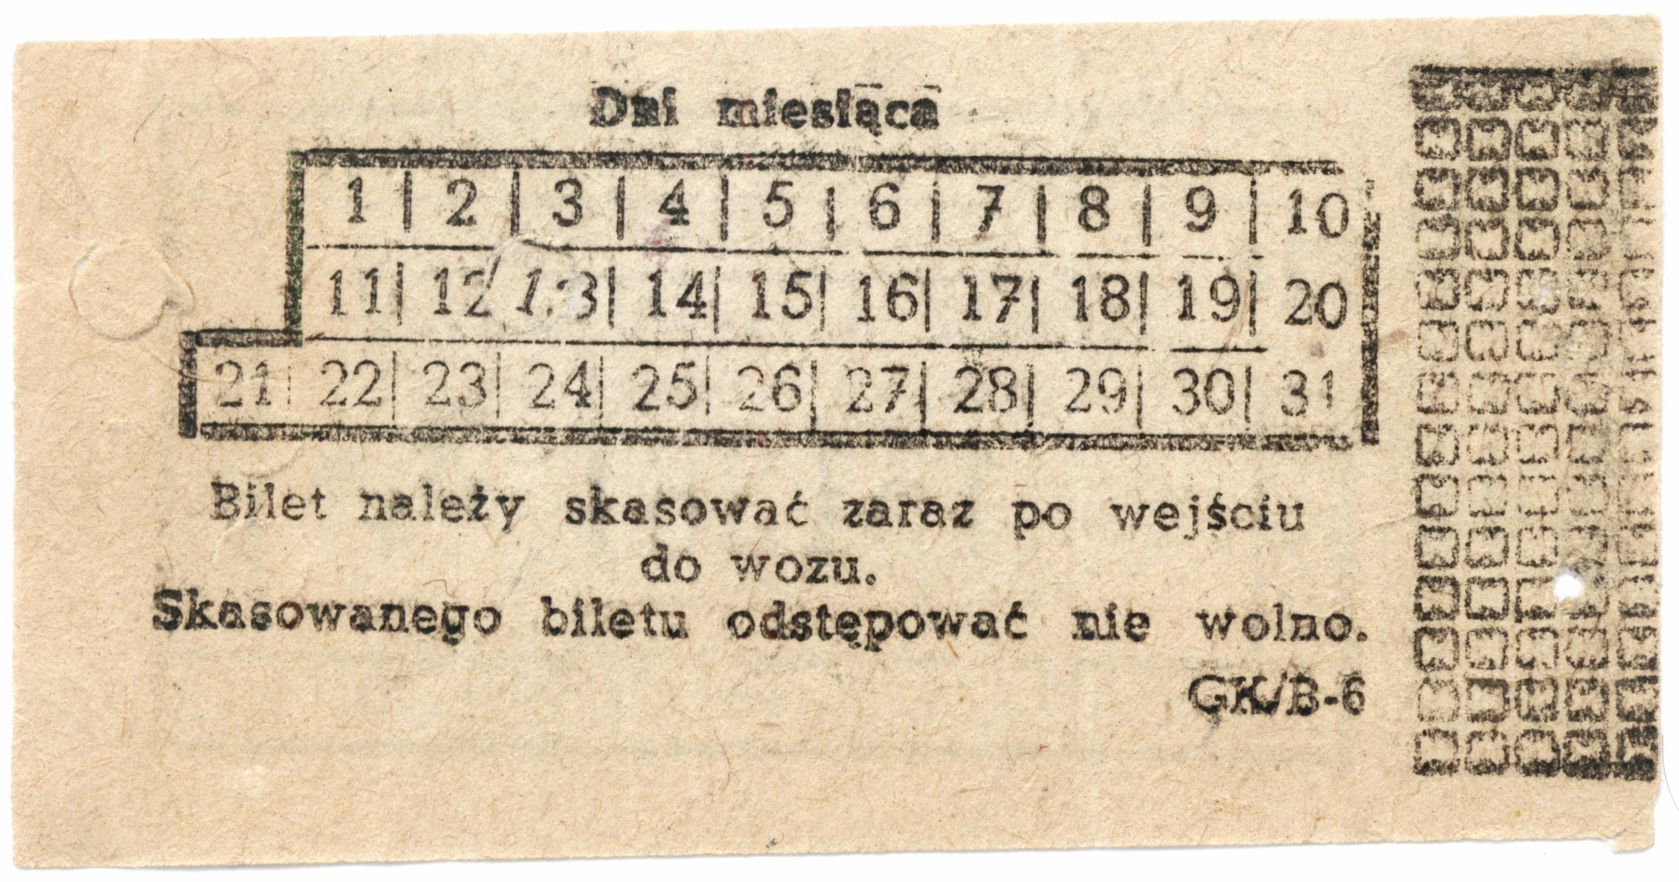 Dni miesiąca
1 | 2 | 3 | 4 | 5 | 6 | 7 | 8 | 9 | 10
11 | 12 | 13 | 14 | 15 | 16 | 17 | 18 | 19 | 20
21 | 22 | 23 | 24 | 25 | 26 | 27 | 28 | 29 | 30 | 31
Bilet należy skasować zaraz po wejściu
do wozu.
Skasowanego biletu odstępować nie wolno.
GK/B-6